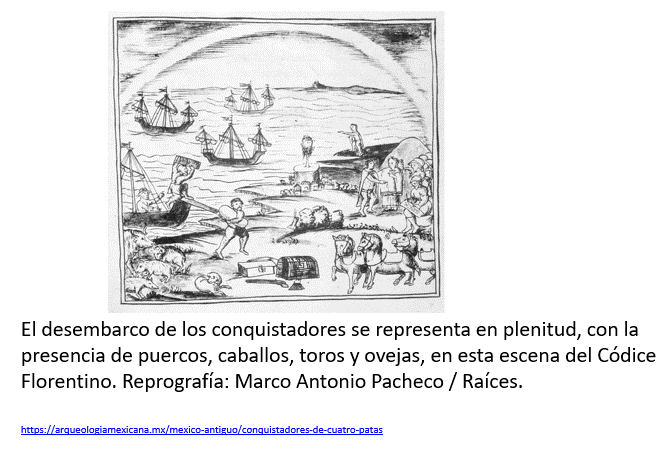 El desembarco de los conquistadores se representa en plenitud, con la
presencia de puercos, caballos, toros y ovejas, en esta escena del Códice
Florentino. Reprografía: Marco Antonio Pacheco / Raíces.
https://arqueologiamexicana.mx/mexico-antiguo/conquistadores-de-cuatro-patas